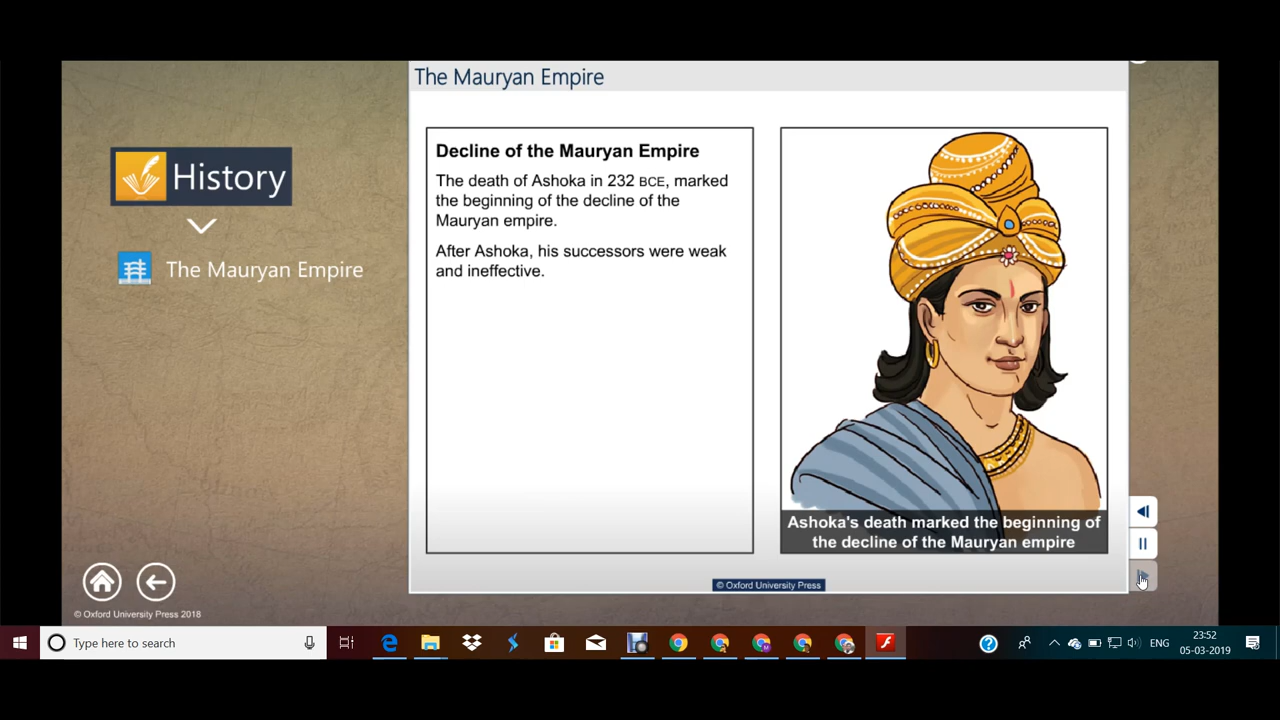 The Mauryan Empire
History
The Mauryan Empire
Decline of the Mauryan Empire
The death of Ashoka in 232 BCE, marked
the beginning of the decline of the
Mauryan empire.
After Ashoka, his successors were weak
and ineffective.
Ashoka's death marked the beginning of
the decline of the Mauryan empire
© Oxford University Press
© Oxford University Press 2018
Type here to search
ENG
23:52
05-03-2019